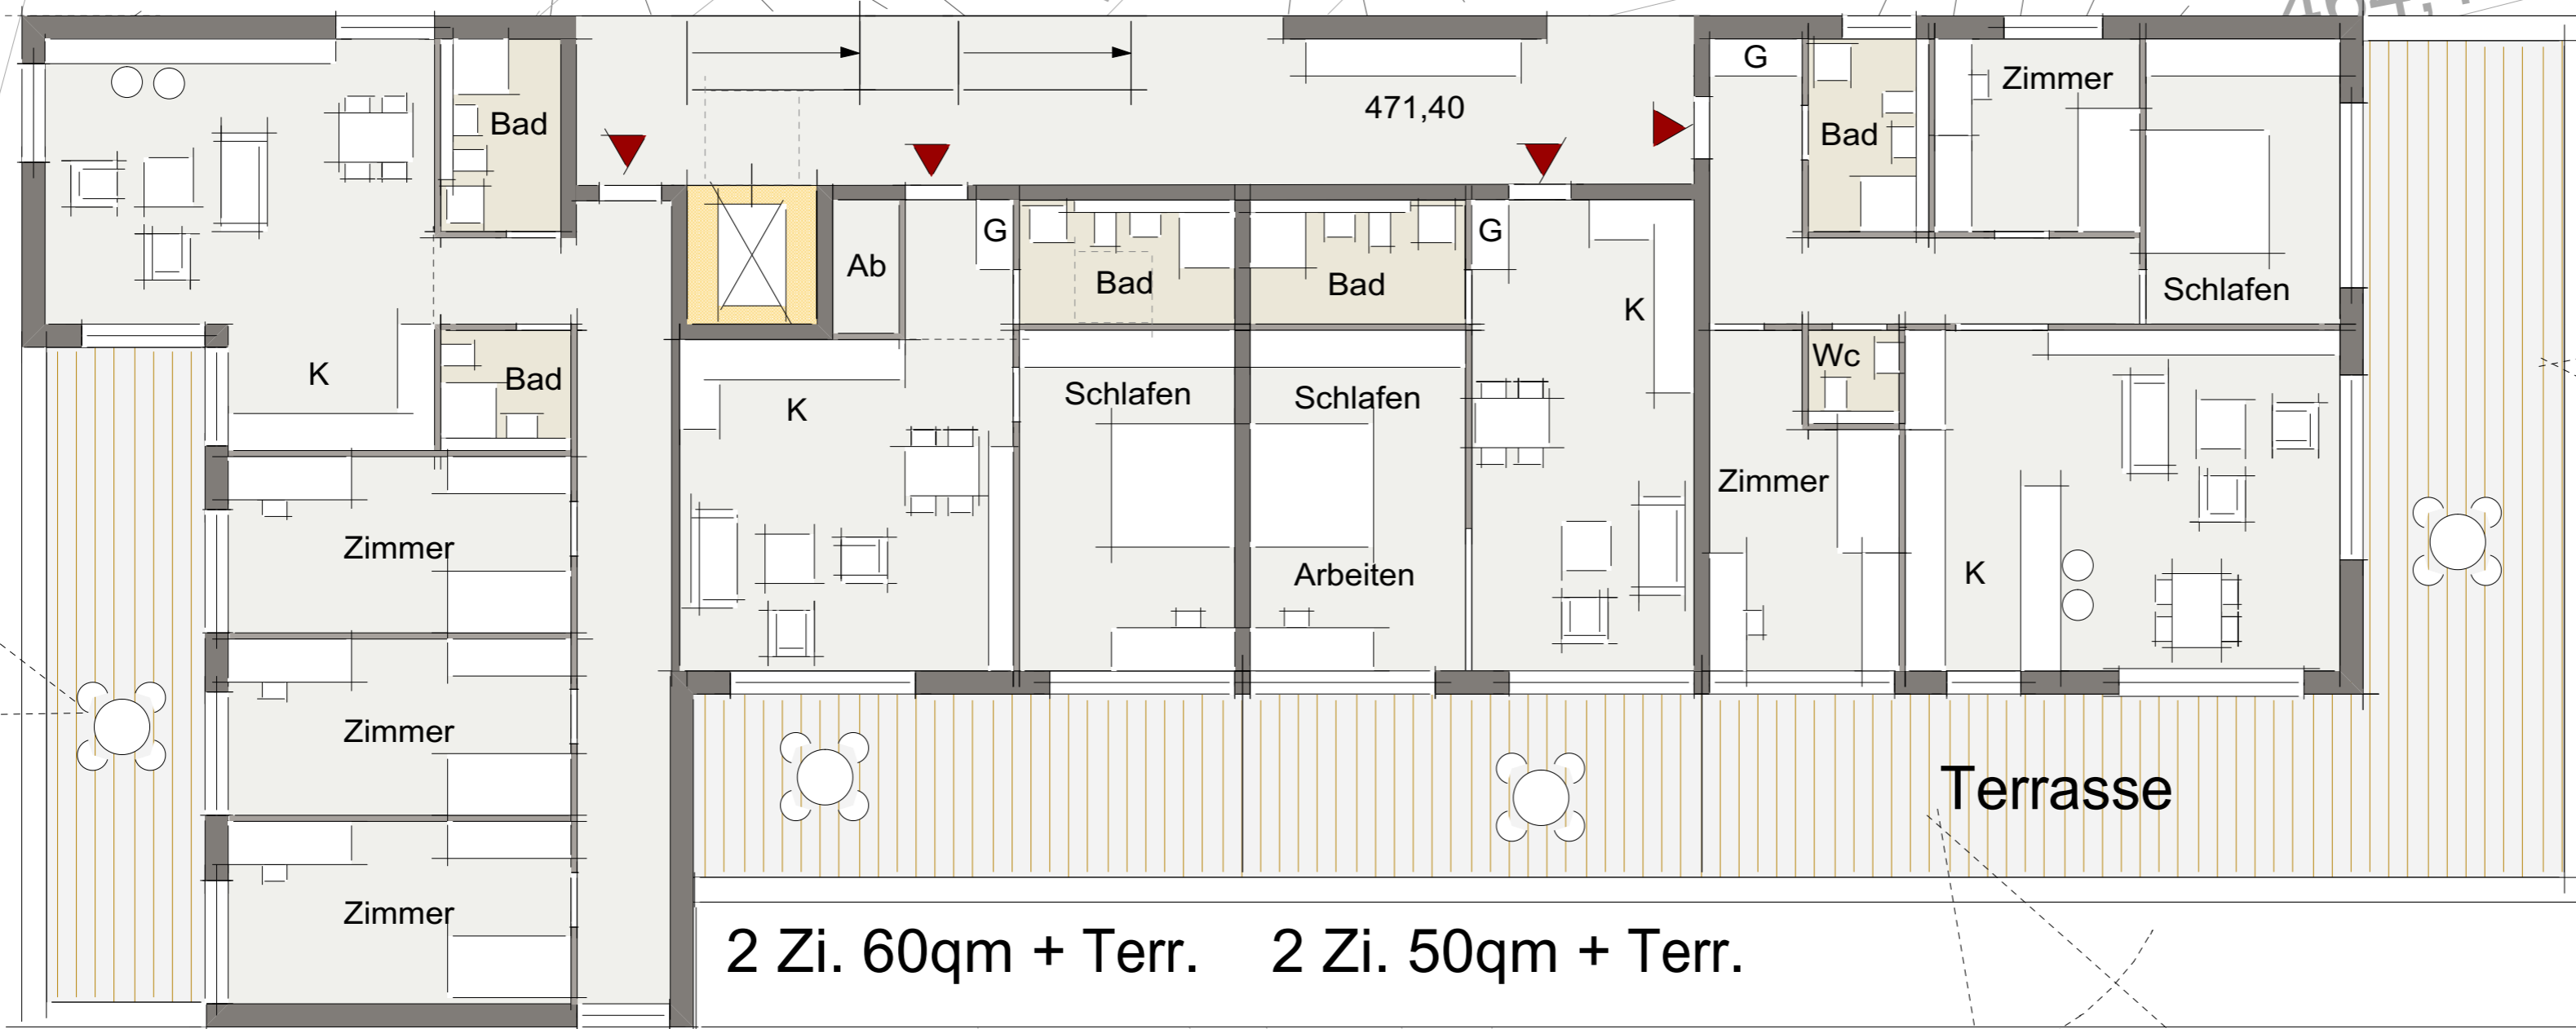 G
Zimmer
471,40
Bad
Bad
G
G
Ab
Bad
Bad
Schlafen
K
Wc
K
Bad
Schlafen
Schlafen
K
Zimmer
Zimmer
Arbeiten
K
Zimmer
Terrasse
Zimmer
2 Zi. 60qm + Terr.
2 Zi. 50qm + Terr.